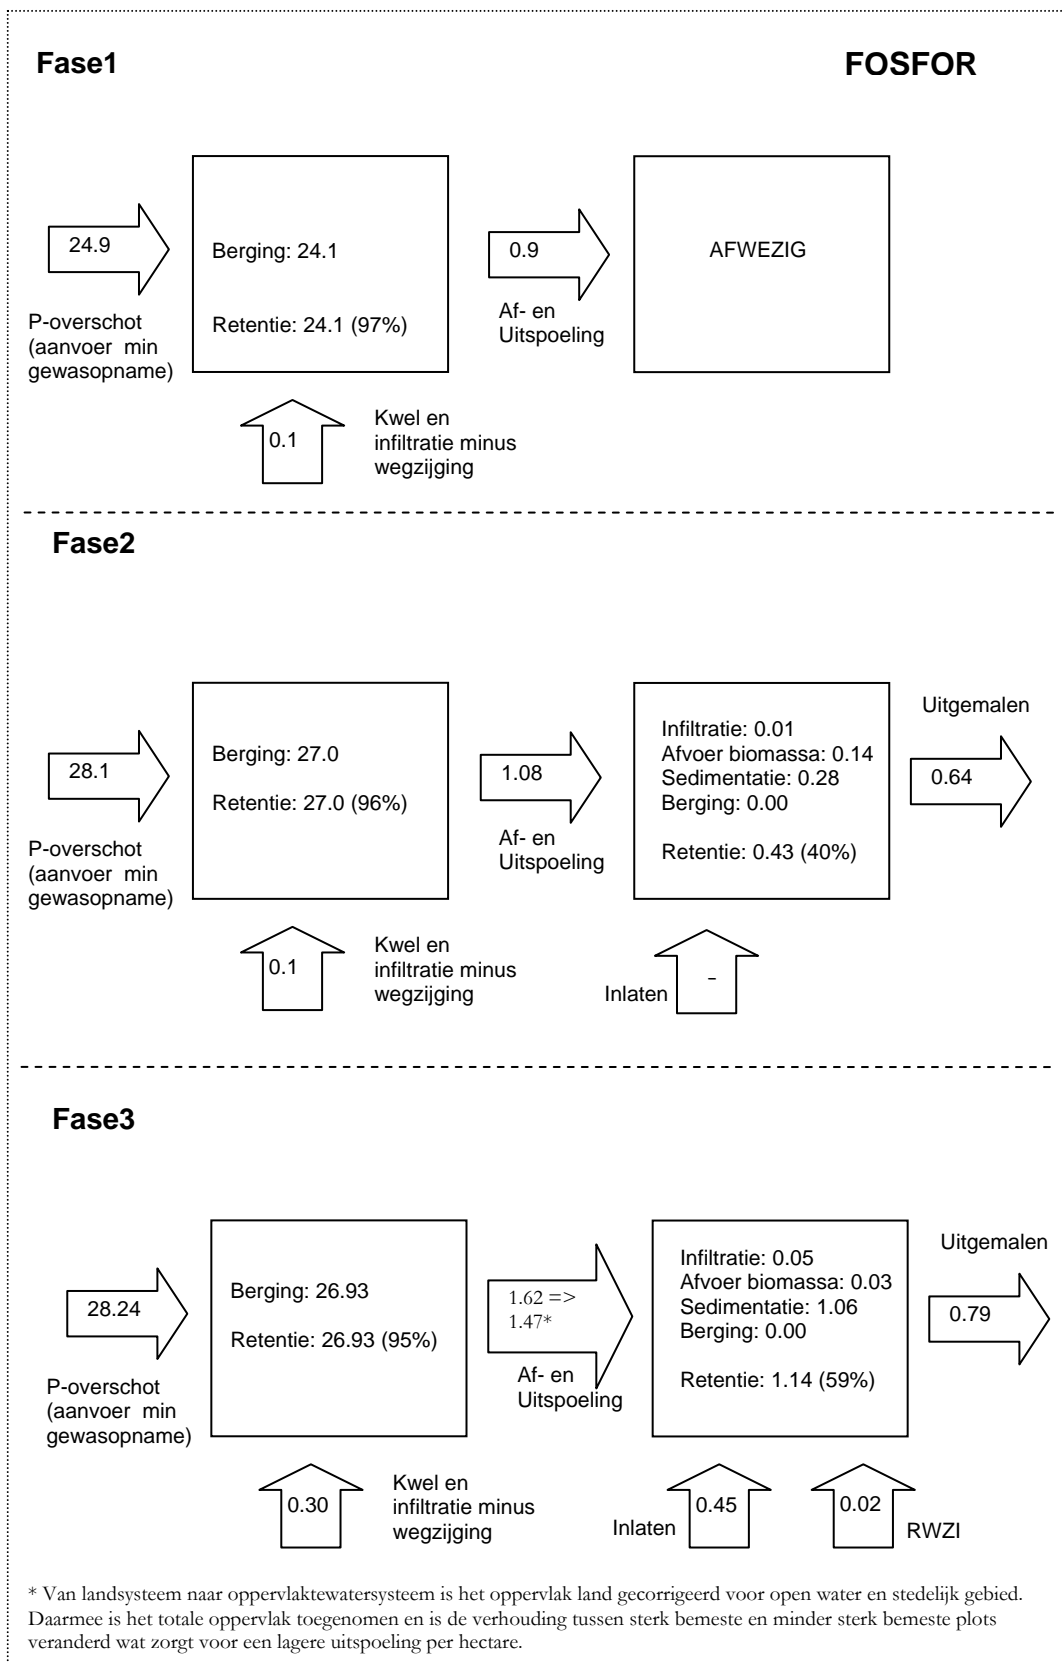 Fase1
FOSFOR
24.9
P-overschot
(aanvoer min
gewasopname)
Berging: 24.1
Retentie: 24.1 (97%)
0.9
Af- en
Uitspoeling
AFWEZIG
0.1
Kwel en
infiltratie minus
wegzijging
Fase2
28.1
P-overschot
(aanvoer min
gewasopname)
Berging: 27.0
Retentie: 27.0 (96%)
1.08
Af- en
Uitspoeling
Infiltratie: 0.01
Afvoer biomassa: 0.14
Sedimentatie: 0.28
Berging: 0.00
Retentie: 0.43 (40%)
Uitgemalen
0.64
0.1
Kwel en
infiltratie minus
wegzijging
Inlaten
-
Fase3
28.24
P-overschot
(aanvoer min
gewasopname)
Berging: 26.93
Retentie: 26.93 (95%)
1.62 =>
1.47*
Af- en
Uitspoeling
Infiltratie: 0.05
Afvoer biomassa: 0.03
Sedimentatie: 1.06
Berging: 0.00
Retentie: 1.14 (59%)
Uitgemalen
0.79
0.30
Kwel en
infiltratie minus
wegzijging
Inlaten
0.45
0.02
RWZI
* Van landsysteem naar oppervlaktewatersysteem is het oppervlak land gecorrigeerd voor open water en stedelijk gebied.
Daarmee is het totale oppervlak toegenomen en is de verhouding tussen sterk bemeste en minder sterk bemeste plots
veranderd wat zorgt voor een lagere uitspoeling per hectare.